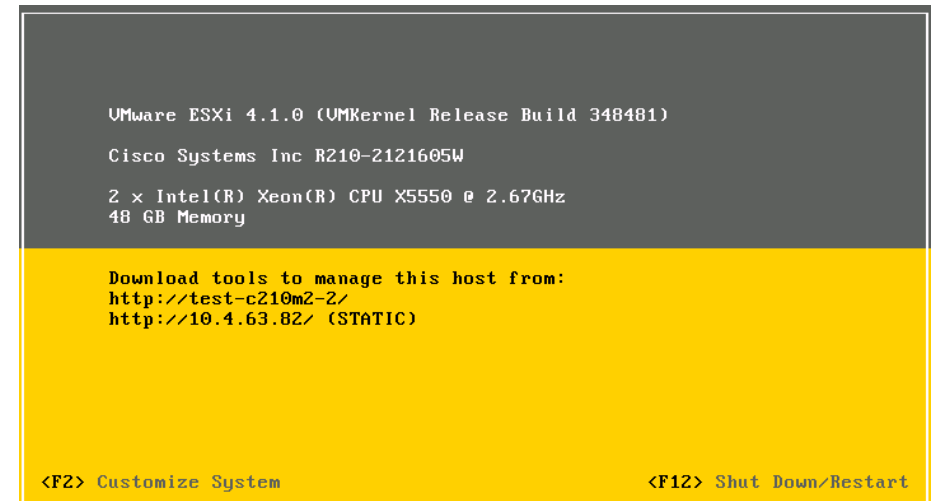 VMware ESXi 4.1.0 (VMKernel Release Build 348481)
Cisco Systems Inc R210-2121605W
2 x Intel(R) Xeon(R) CPU X5550 @ 2.67GHz
48 GB Memory
Download tools to manage this host from:
http://test-c210m2-2/
http://10.4.63.82/ (STATIC)
<F2> Customize System
<F12> Shut Down/Restart